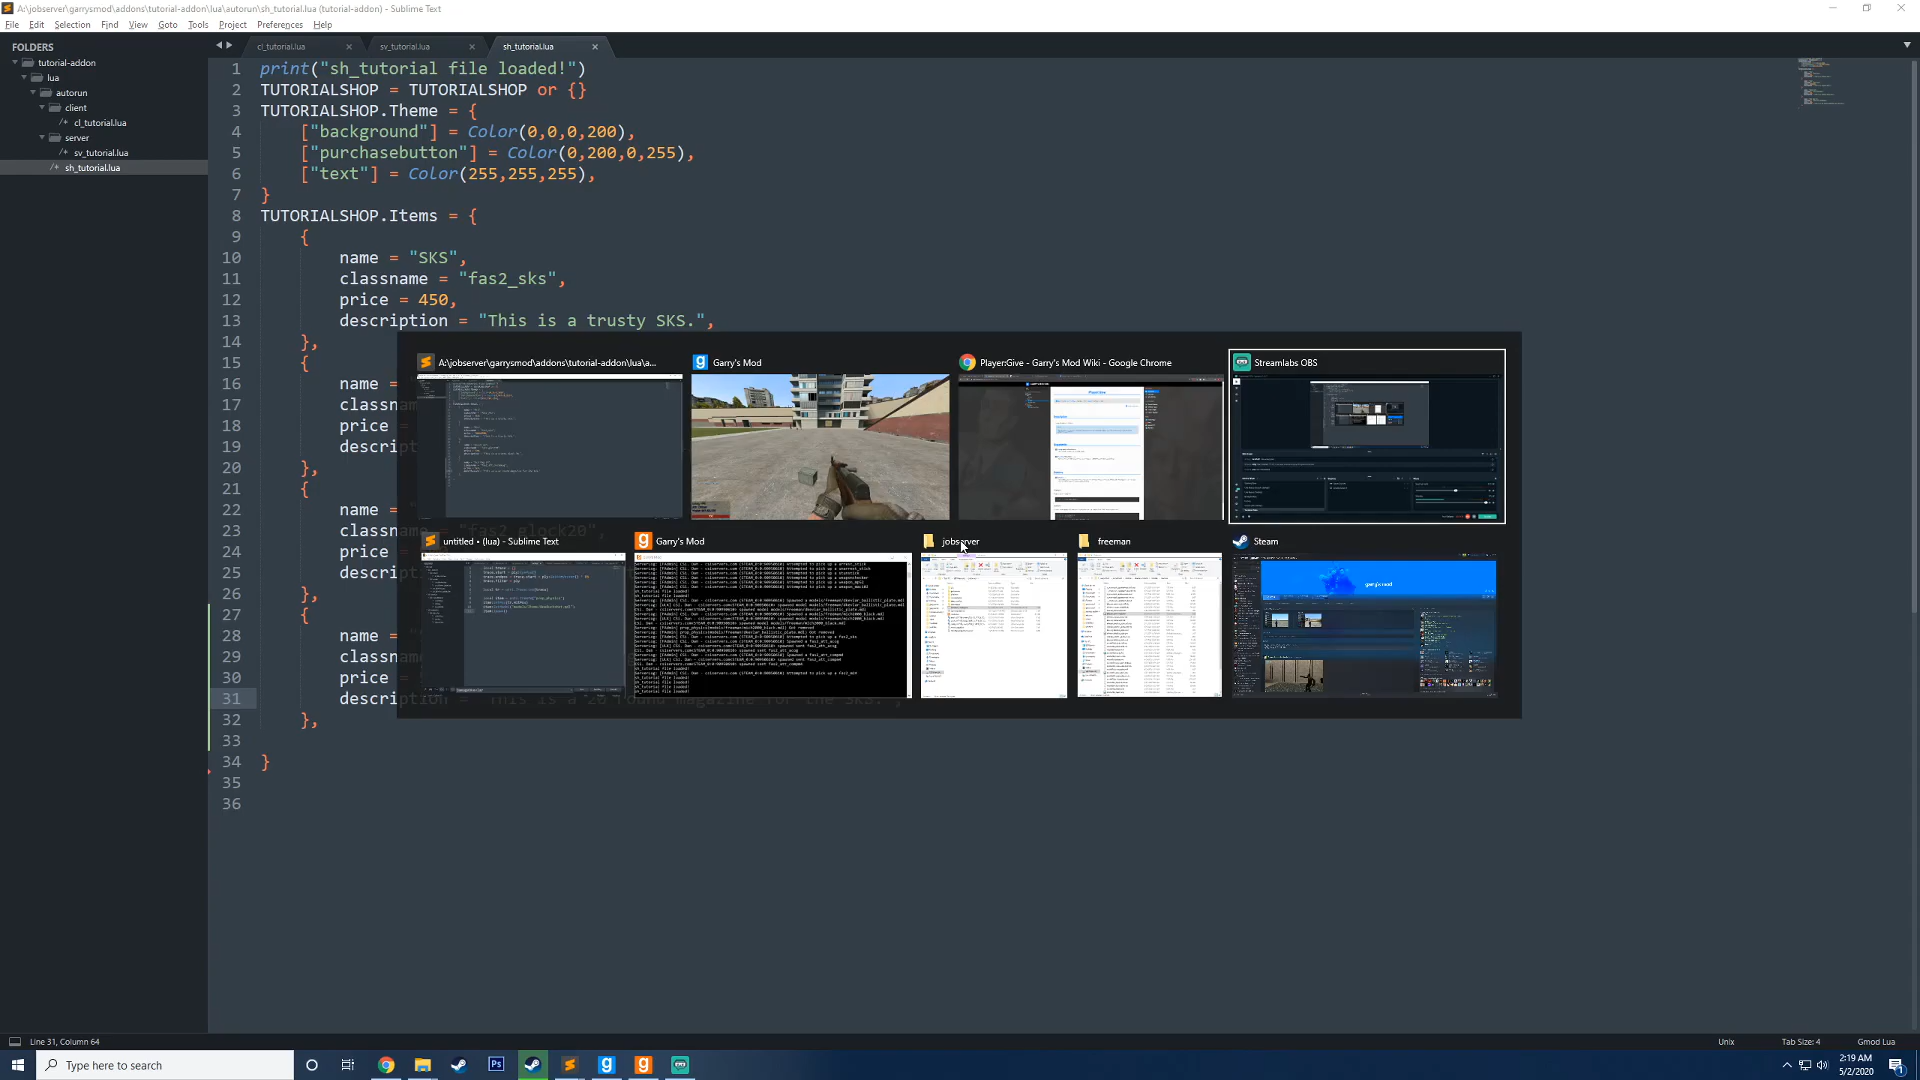 A:\jobserver\garrysmod\addons\tutorial-addon\lua\autorun\sh_tutorial.lua (tutorial-addon) - Sublime Text
File Edit Selection Find View Goto Tools Project Preferences Help
FOLDERS
tutorial-addon
lua
autorun
client
/* cl_tutorial.lua
server
/* sv_tutorial.lua
/* sh_tutorial.lua
cl_tutorial.lua × sv_tutorial.lua × sh_tutorial.lua ×
1 print("sh_tutorial file loaded!")
2 TUTORIALSHOP = TUTORIALSHOP or {}
3 TUTORIALSHOP.Theme = {
4 ["background"] = Color(0,0,0,200),
5 ["purchasebutton"] = Color(0,200,0,255),
6 ["text"] = Color(255,255,255),
7 }
8 TUTORIALSHOP.Items = {
9 {
10 name = "SKS",
11 classname = "fas2_sks",
12 price = 450,
13 description = "This is a trusty SKS.",
14 },
15 {
16 name =
17 classn
18 price
19 descri
20 },
21 {
22 name =
23 classname = "fas2_glock20",
24 price =
25 descri
26 },
27 {
28 name =
29 classn
30 price =
31 description = "This is a 20 round magazine for the SKS.",
32 },
33
34 }
35
36
A:\jobserver\garrysmod\addons\tutorial-addon\lua\a...
Garry's Mod
Player:Give - Garry's Mod Wiki - Google Chrome
Streamlabs OBS
untitled • (lua) - Sublime Text
Garry's Mod
jobserver
freeman
Steam
Line 31, Column 64
Unix
Tab Size: 4
Gmod Lua
Type here to search
2:19 AM
5/2/2020